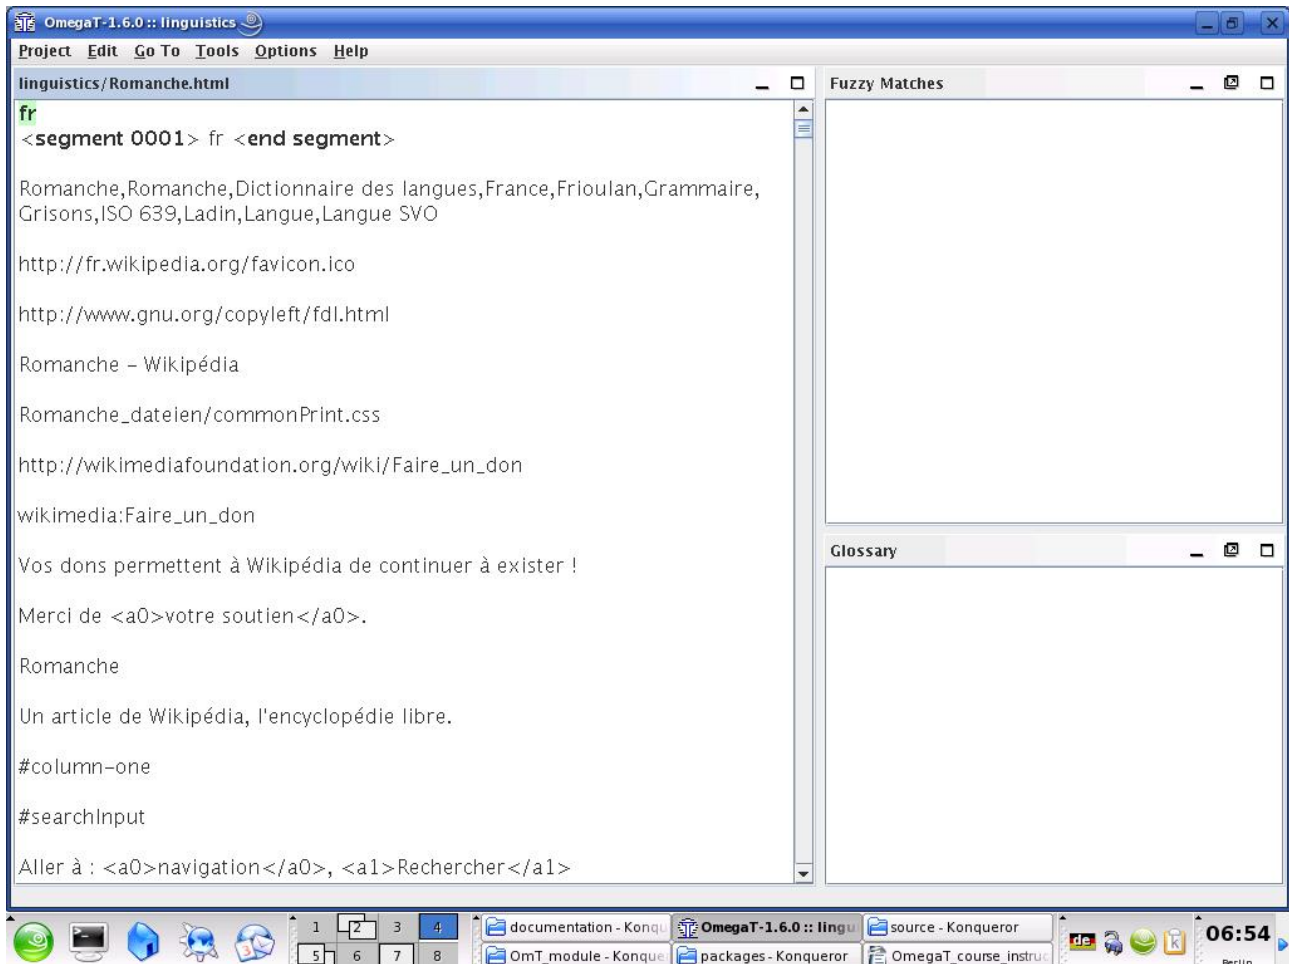 OmegaT-1.6.0 :: linguistics
Project Edit Go To Tools Options Help
linguistics/Romanche.html
fr
<segment 0001> fr <end segment>
Romanche,Romanche,Dictionnaire des langues,France,Frioulan,Grammaire,
Grisons,ISO 639,Ladin,Langue,Langue SVO
http://fr.wikipedia.org/favicon.ico
http://www.gnu.org/copyleft/fdl.html
Romanche – Wikipédia
Romanche_dateien/commonPrint.css
http://wikimediafoundation.org/wiki/Faire_un_don
wikimedia:Faire_un_don
Vos dons permettent à Wikipédia de continuer à exister !
Merci de <a0>votre soutien</a0>.
Romanche
Un article de Wikipédia, l'encyclopédie libre.
#column-one
#searchInput
Aller à : <a0>navigation</a0>, <a1>Rechercher</a1>
Fuzzy Matches
Glossary
1 2 3 4
5 6 7 8
documentation - Konqu
OmegaT-1.6.0 :: lingu
source - Konqueror
OmT_module - Konque
packages - Konqueror
OmegaT_course_instruc
de
06:54
Berlin